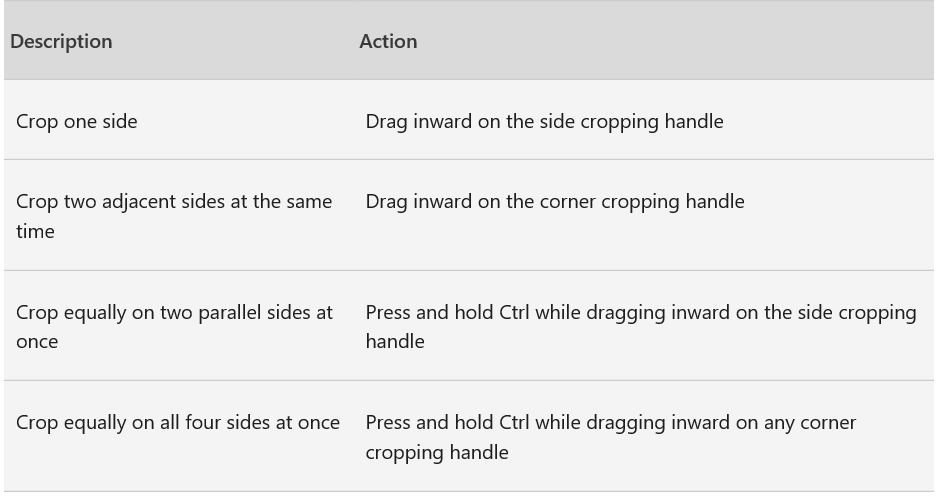 Description Action
Crop one side Drag inward on the side cropping handle
Crop two adjacent sides at the same Drag inward on the corner cropping handle
time
Crop equally on two parallel sides at Press and hold Ctrl while dragging inward on the side cropping
once handle
Crop equally on all four sides at once Press and hold Ctrl while dragging inward on any corner
cropping handle